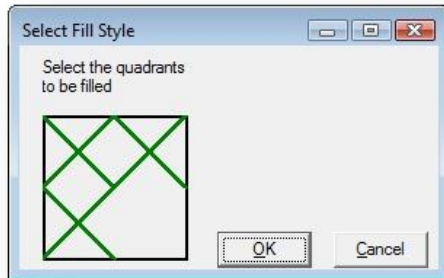 Select Fill Style
Select the quadrants
to be filled
OK
Cancel